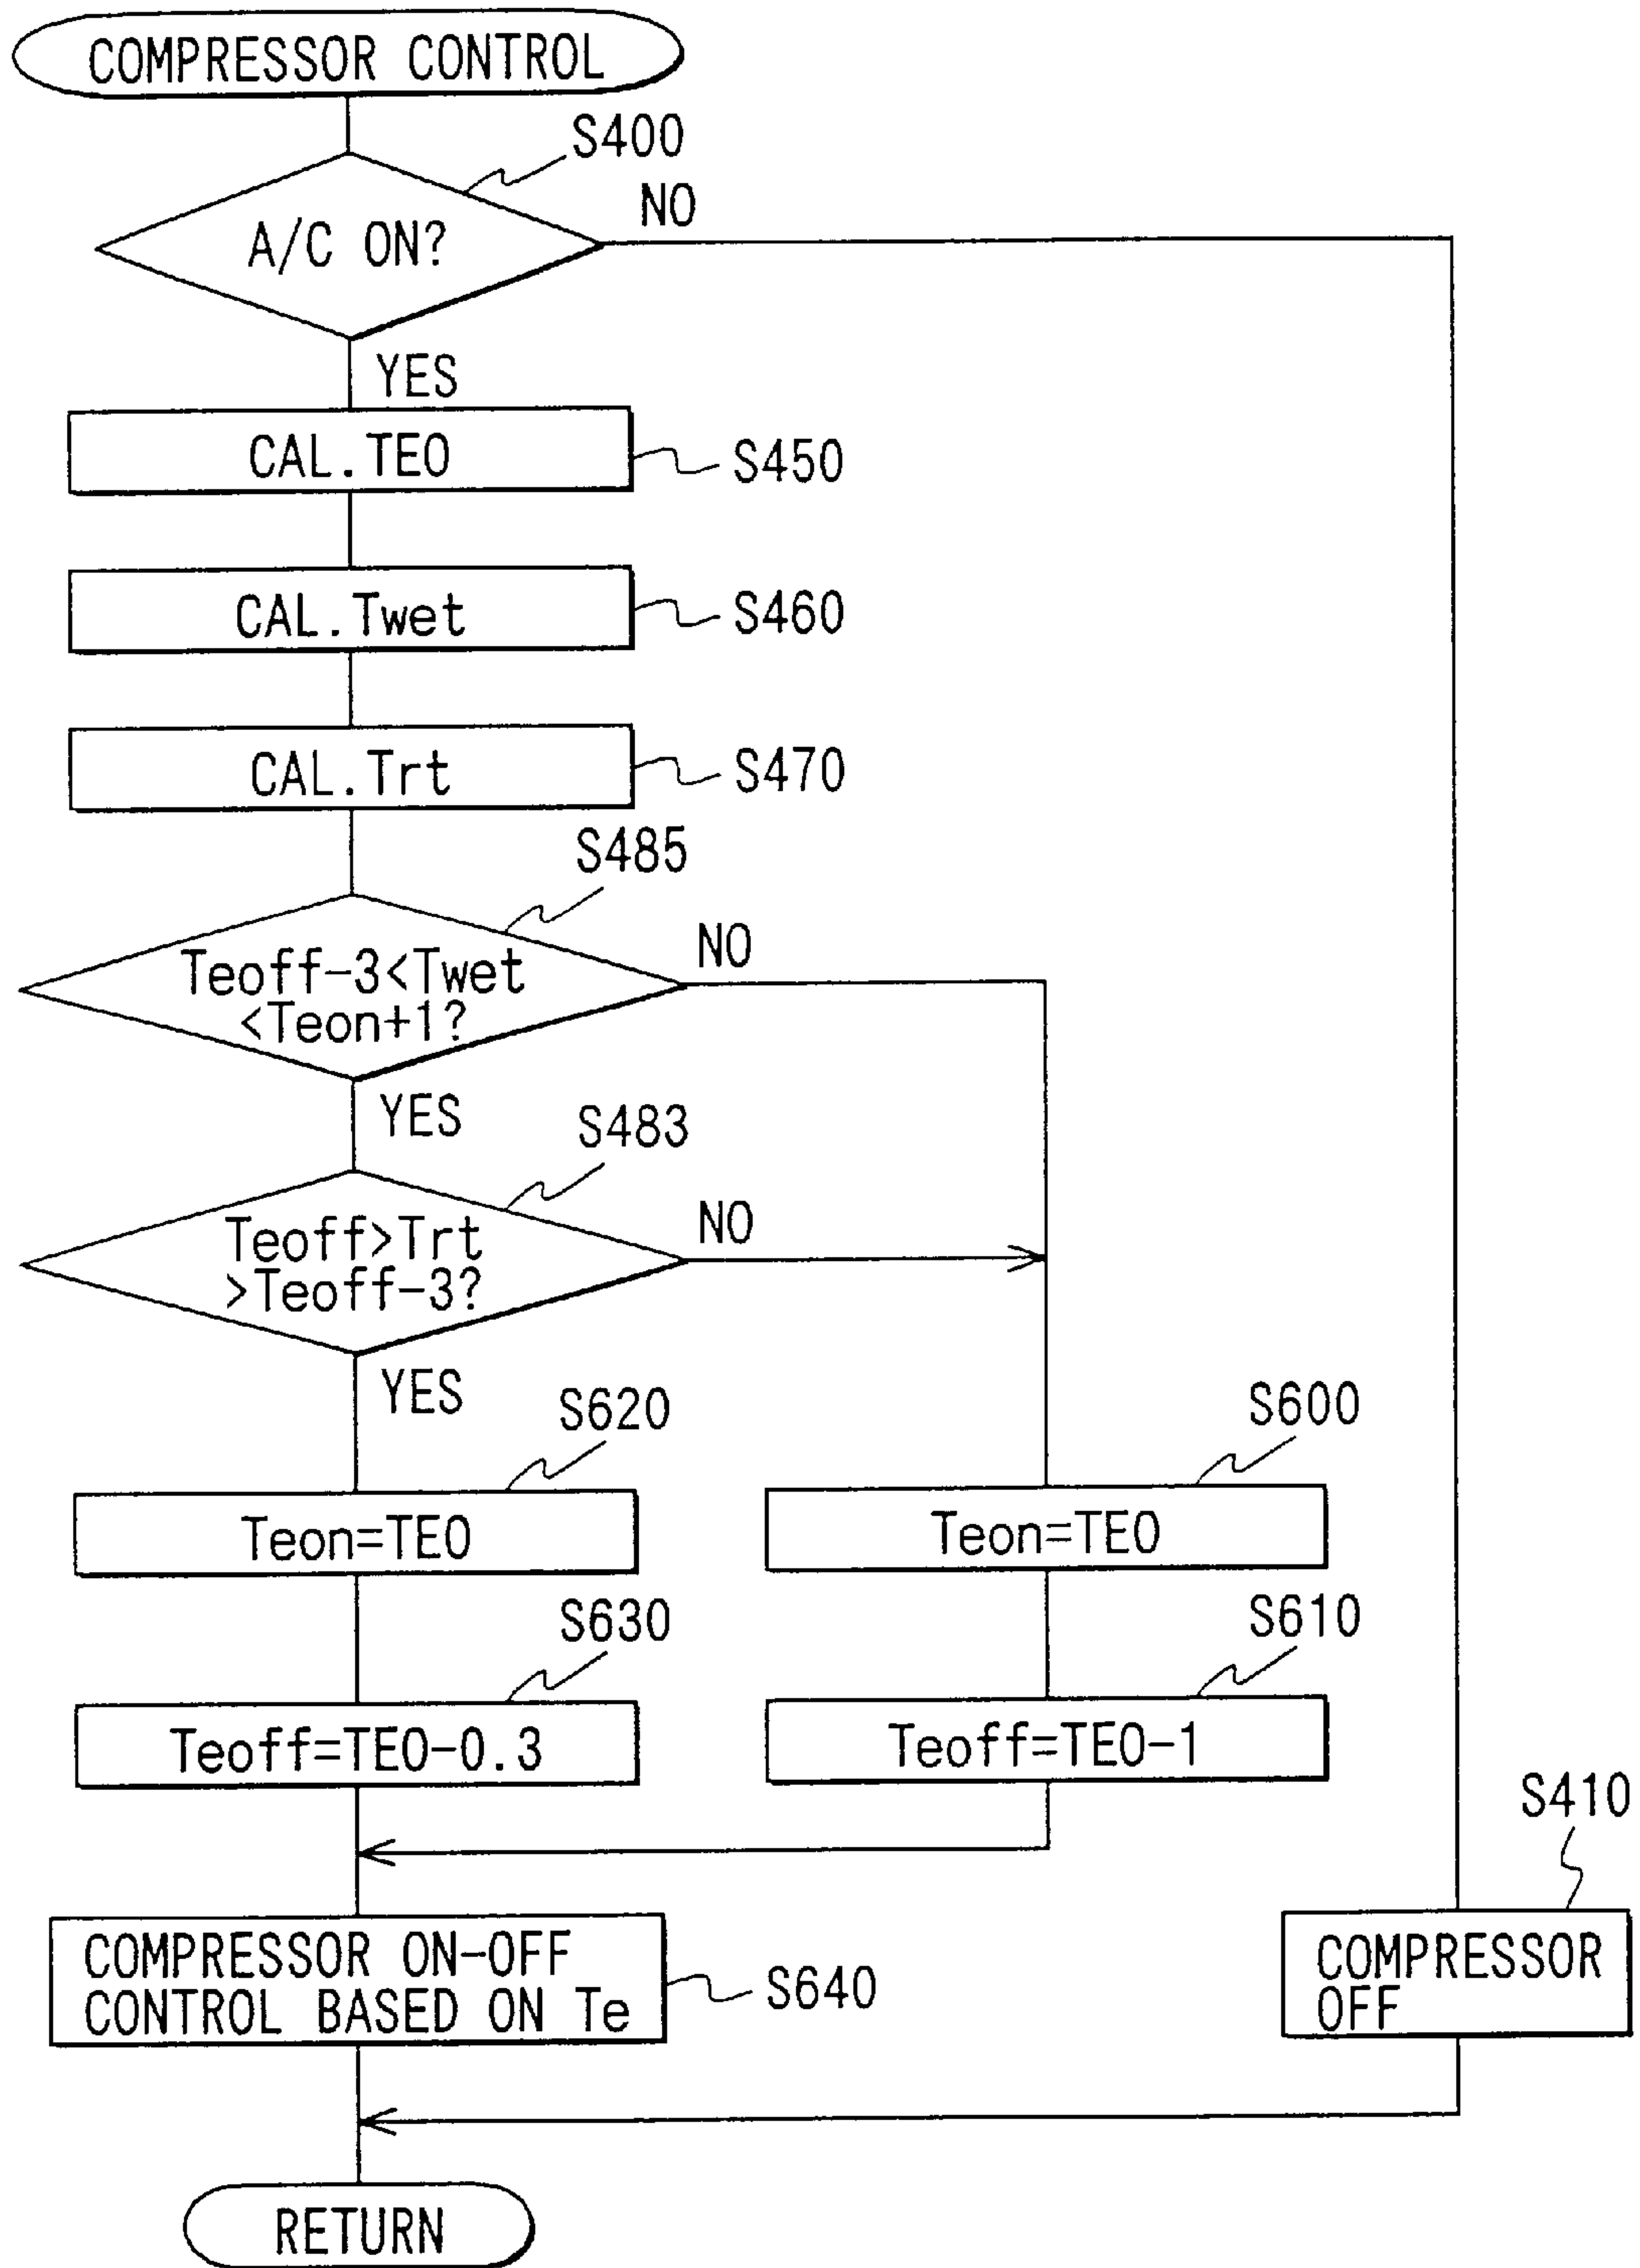 COMPRESSOR CONTROL
S400
A/C ON?
NO
YES
CAL.TEO
S450
CAL.Twet
S460
CAL.Trt
S470
S485
Teoff-3<Twet
<Teon+1?
NO
YES
S483
Teoff>Trt
>Teoff-3?
NO
YES
S620
Teon=TEO
S600
Teon=TEO
S630
Teoff=TEO-0.3
S610
Teoff=TEO-1
S410
COMPRESSOR
OFF
COMPRESSOR ON-OFF
CONTROL BASED ON Te
S640
RETURN